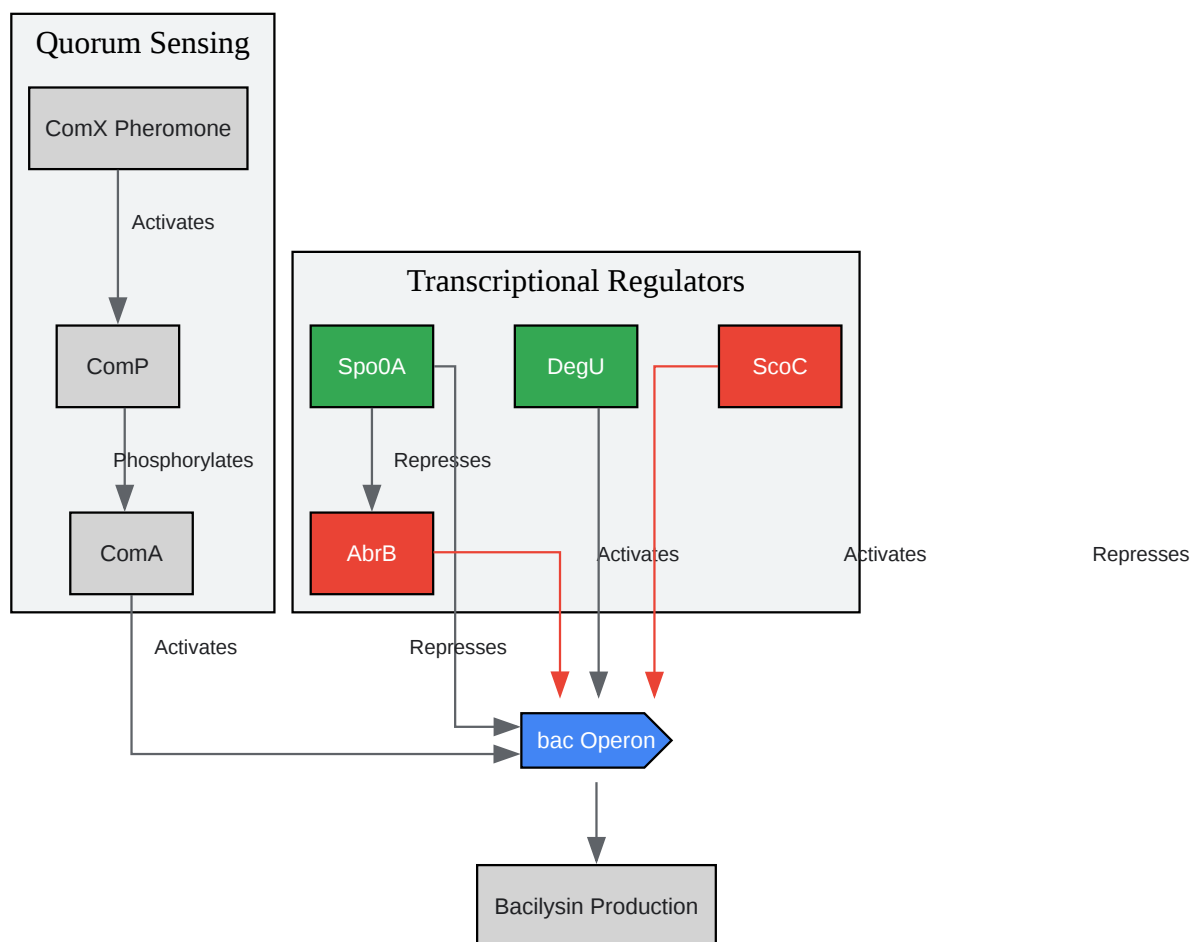 Quorum Sensing
ComX Pheromone
Activates
Transcriptional Regulators
ComP
Spo0A
DegU
ScoC
Phosphorylates
Represses
ComA
AbrB
Activates
Activates
Represses
Activates
Represses
bac Operon
Bacilysin Production